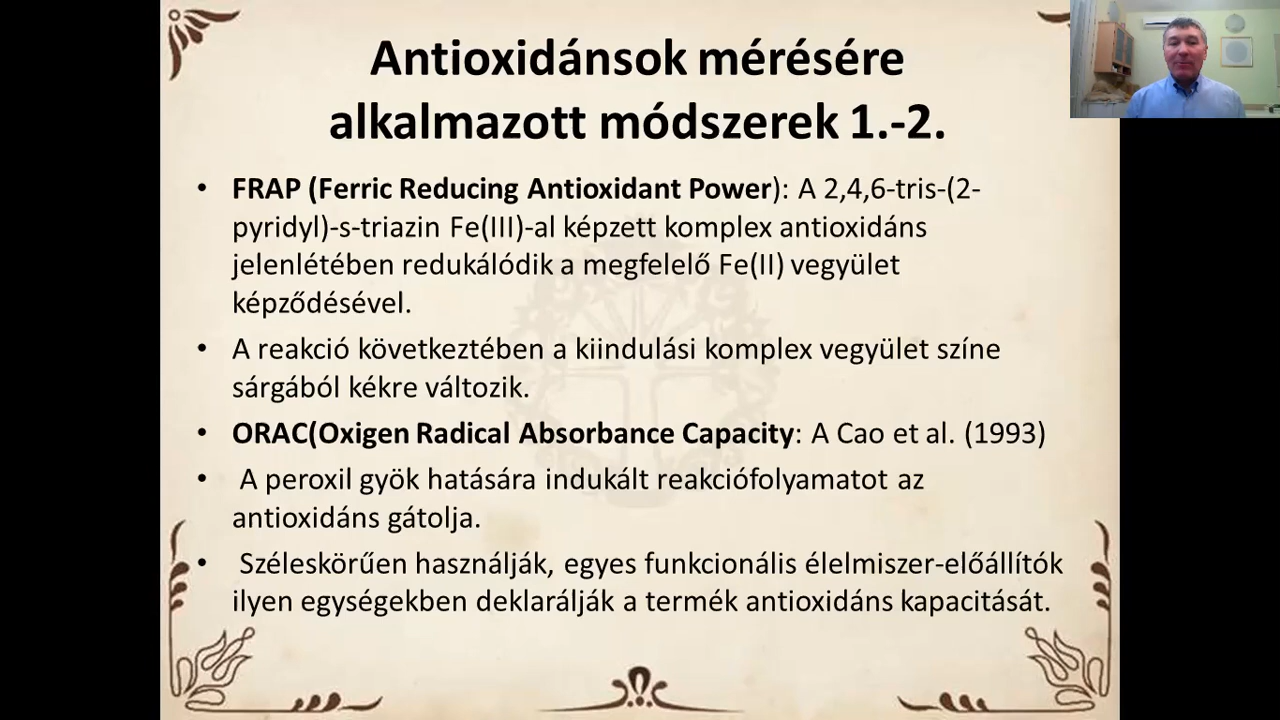 Antioxidánsok mérésére
alkalmazott módszerek 1.-2.
• FRAP (Ferric Reducing Antioxidant Power): A 2,4,6-tris-(2-
pyridyl)-s-triazin Fe(III)-al képzett komplex antioxidáns
jelenlétében redukálódik a megfelelő Fe(II) vegyület
képződésével.
• A reakció következtében a kiindulási komplex vegyület színe
sárgából kékre változik.
• ORAC(Oxigen Radical Absorbance Capacity: A Cao et al. (1993)
• A peroxil gyök hatására indukált reakciófolyamatot az
antioxidáns gátolja.
• Széleskörűen használják, egyes funkcionális élelmiszer-előállítók
ilyen egységekben deklarálják a termék antioxidáns kapacitását.